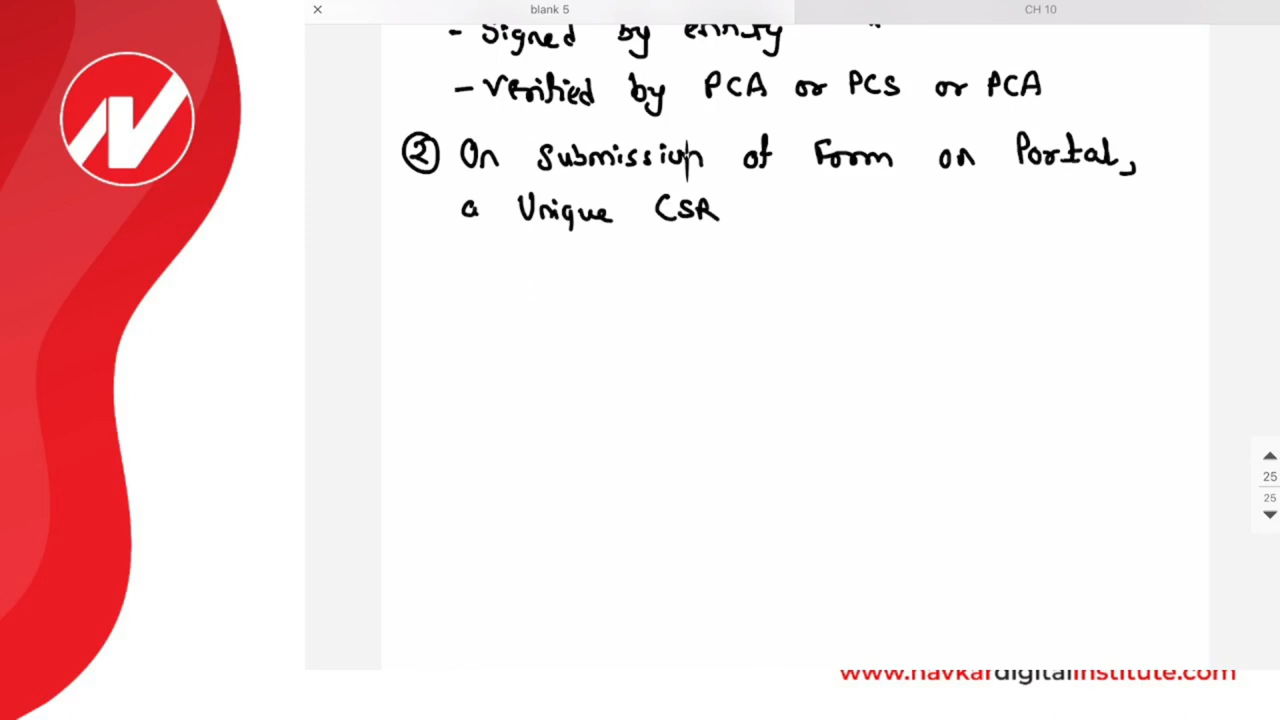 blank 5
CH 10
- Signed by entity
- Verified by PCA or PCS or PCA
② On Submission of Form on Portal,
a Unique CSR
25
25
www.navkardigitalinstitute.com